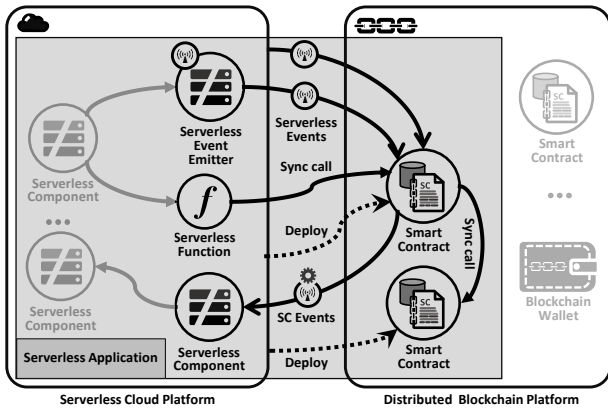 Serverless
Event
Emitter
Serverless
Events
SC
Smart
Contract
Serverless
Component
Sync call
...
f
SC
Serverless
Function
Deploy
Smart
Contract
Sync call
...
Serverless
Component
SC Events
SC
Blockchain
Wallet
Serverless Application
Serverless
Component
Deploy
Smart
Contract
Serverless Cloud Platform
Distributed Blockchain Platform